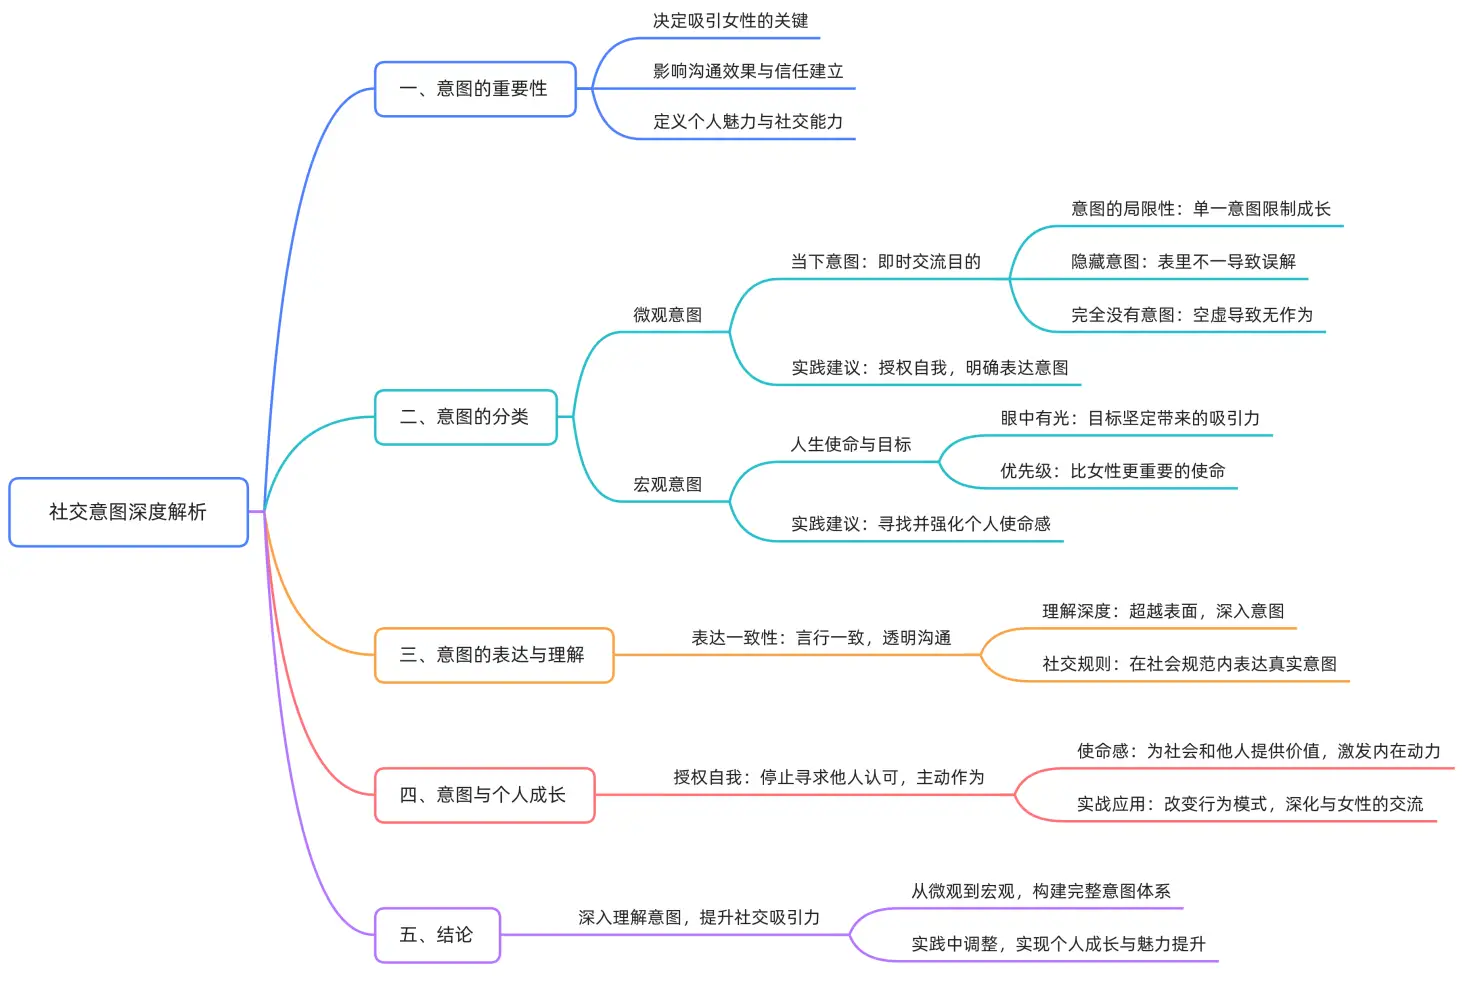 社交意图深度解析
一、意图的重要性
决定吸引女性的关键
影响沟通效果与信任建立
定义个人魅力与社交能力
二、意图的分类
微观意图
当下意图：即时交流目的
意图的局限性：单一意图限制成长
隐藏意图：表里不一导致误解
完全没有意图：空虚导致无作为
实践建议：授权自我，明确表达意图
宏观意图
人生使命与目标
眼中有光：目标坚定带来的吸引力
优先级：比女性更重要的使命
实践建议：寻找并强化个人使命感
三、意图的表达与理解
表达一致性：言行一致，透明沟通
理解深度：超越表面，深入意图
社交规则：在社会规范内表达真实意图
四、意图与个人成长
授权自我：停止寻求他人认可，主动作为
使命感：为社会和他人提供价值，激发内在动力
实战应用：改变行为模式，深化与女性的交流
五、结论
深入理解意图，提升社交吸引力
从微观到宏观，构建完整意图体系
实践中调整，实现个人成长与魅力提升